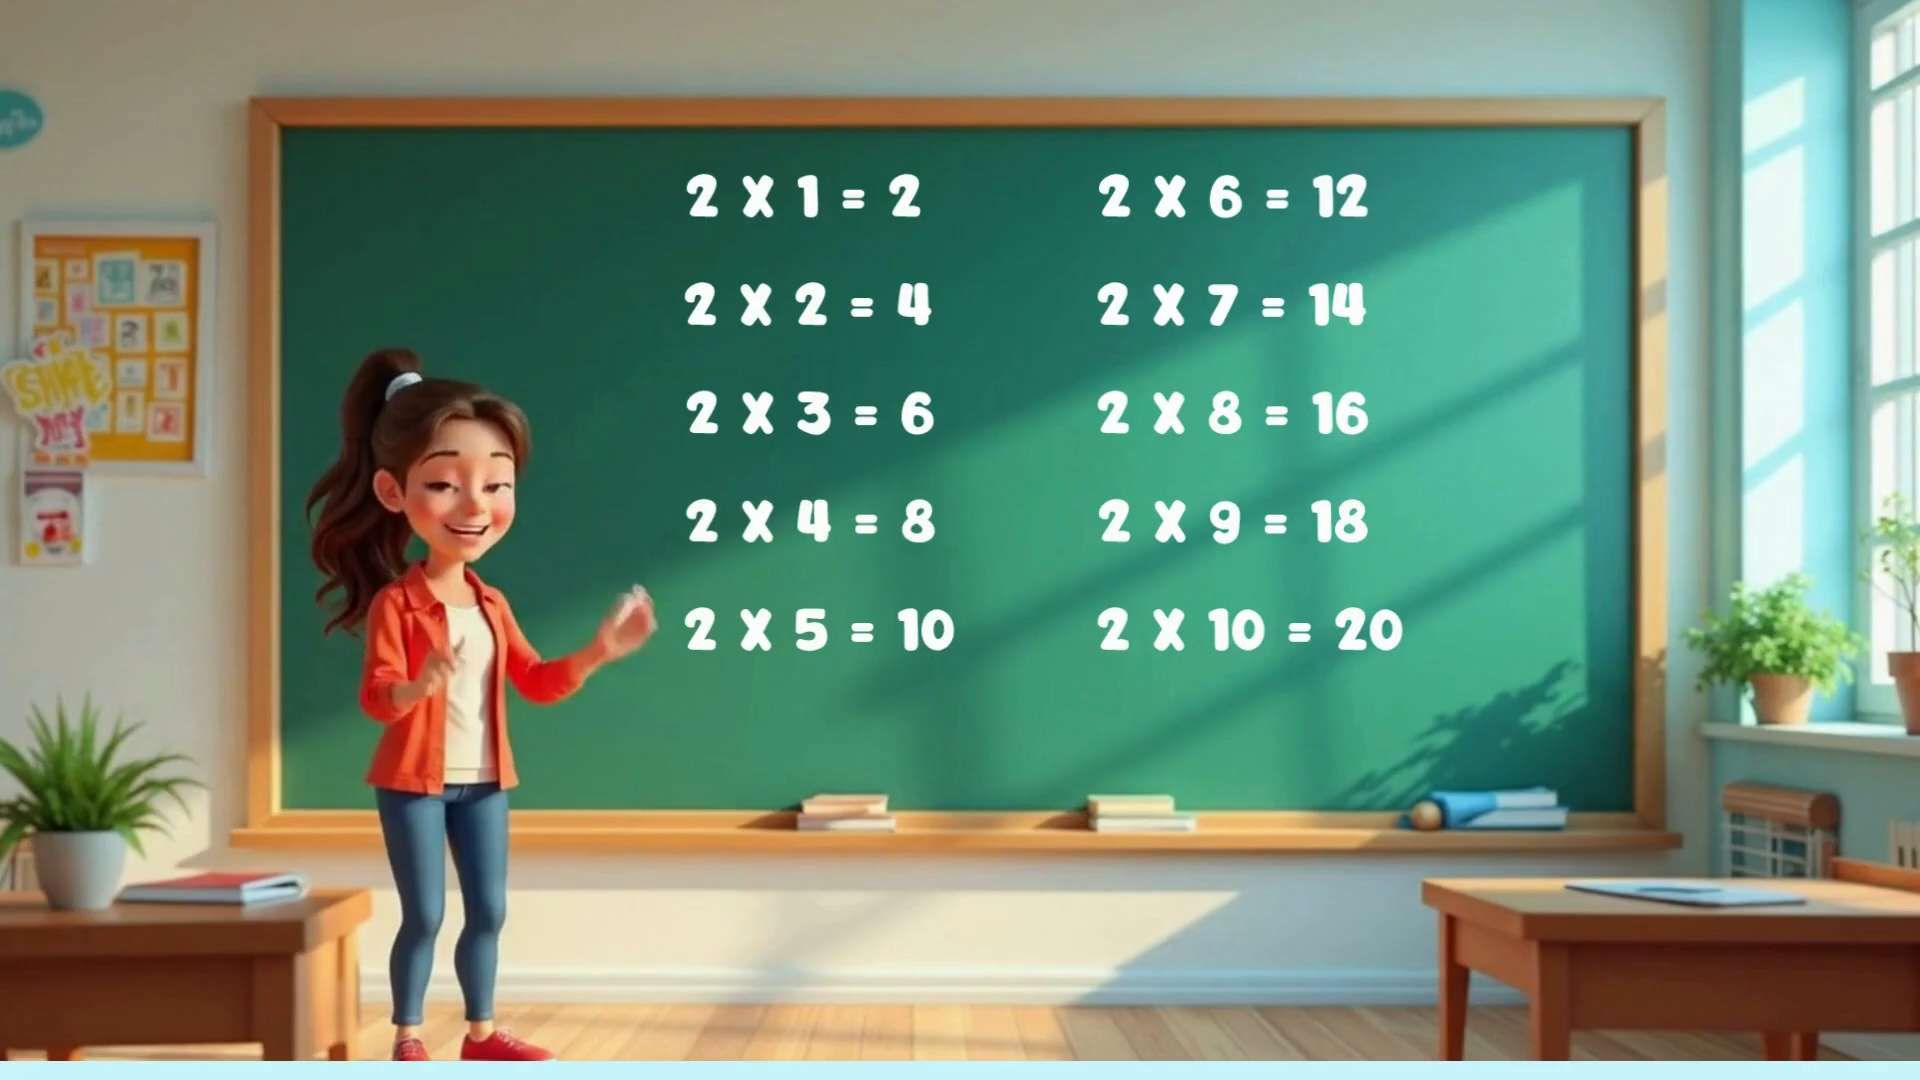 2 X 1 = 2
2 X 2 = 4
2 X 3 = 6
2 X 4 = 8
2 X 5 = 10
2 X 6 = 12
2 X 7 = 14
2 X 8 = 16
2 X 9 = 18
2 X 10 = 20